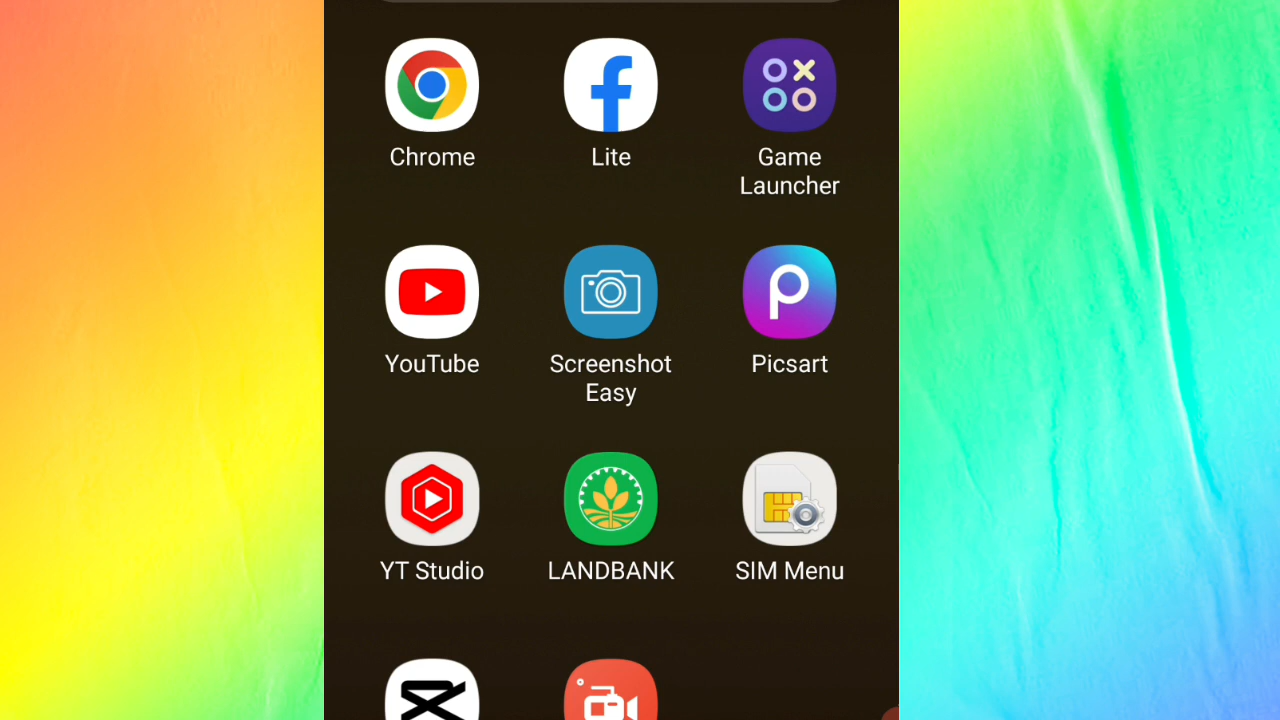 Chrome
Lite
Game
Launcher
YouTube
Screenshot
Easy
Picsart
YT Studio
LANDBANK
SIM Menu